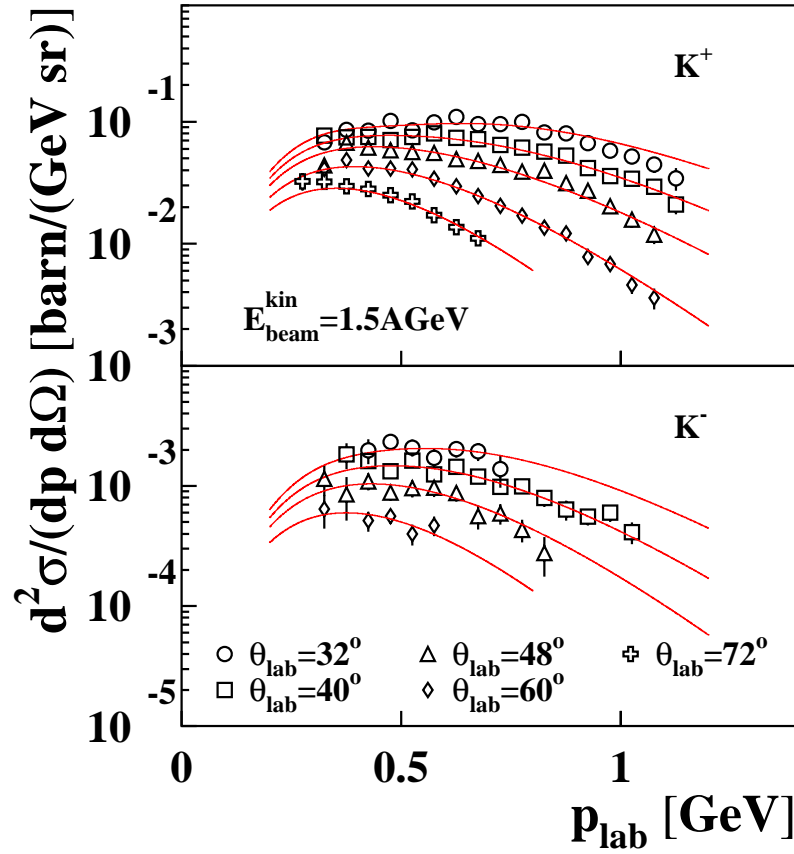 d²σ/(dp dΩ) [barn/(GeV sr)]
K⁺
10⁻¹
10⁻²
E_beam^kin=1.5AGeV
10⁻³
K⁻
10⁻³
10⁻⁴
θ_lab=32° θ_lab=48° θ_lab=72°
θ_lab=40° θ_lab=60°
10⁻⁵
0 0.5 1
p_lab [GeV]